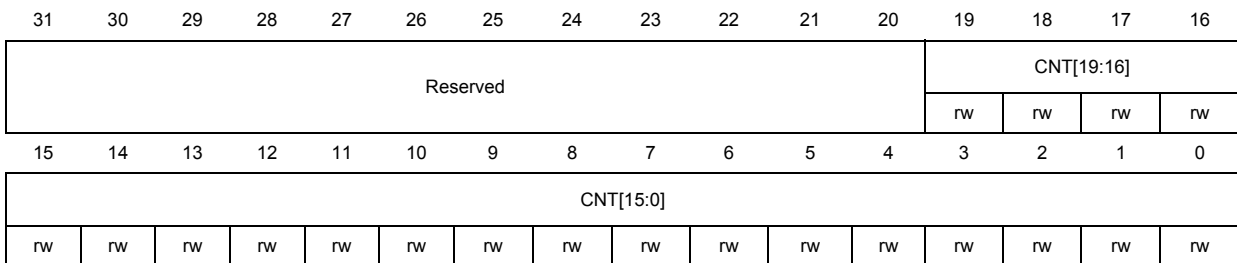 31 30 29 28 27 26 25 24 23 22 21 20 19 18 17 16
Reserved CNT[19:16]
rw rw rw rw
15 14 13 12 11 10 9 8 7 6 5 4 3 2 1 0
CNT[15:0]
rw rw rw rw rw rw rw rw rw rw rw rw rw rw rw rw